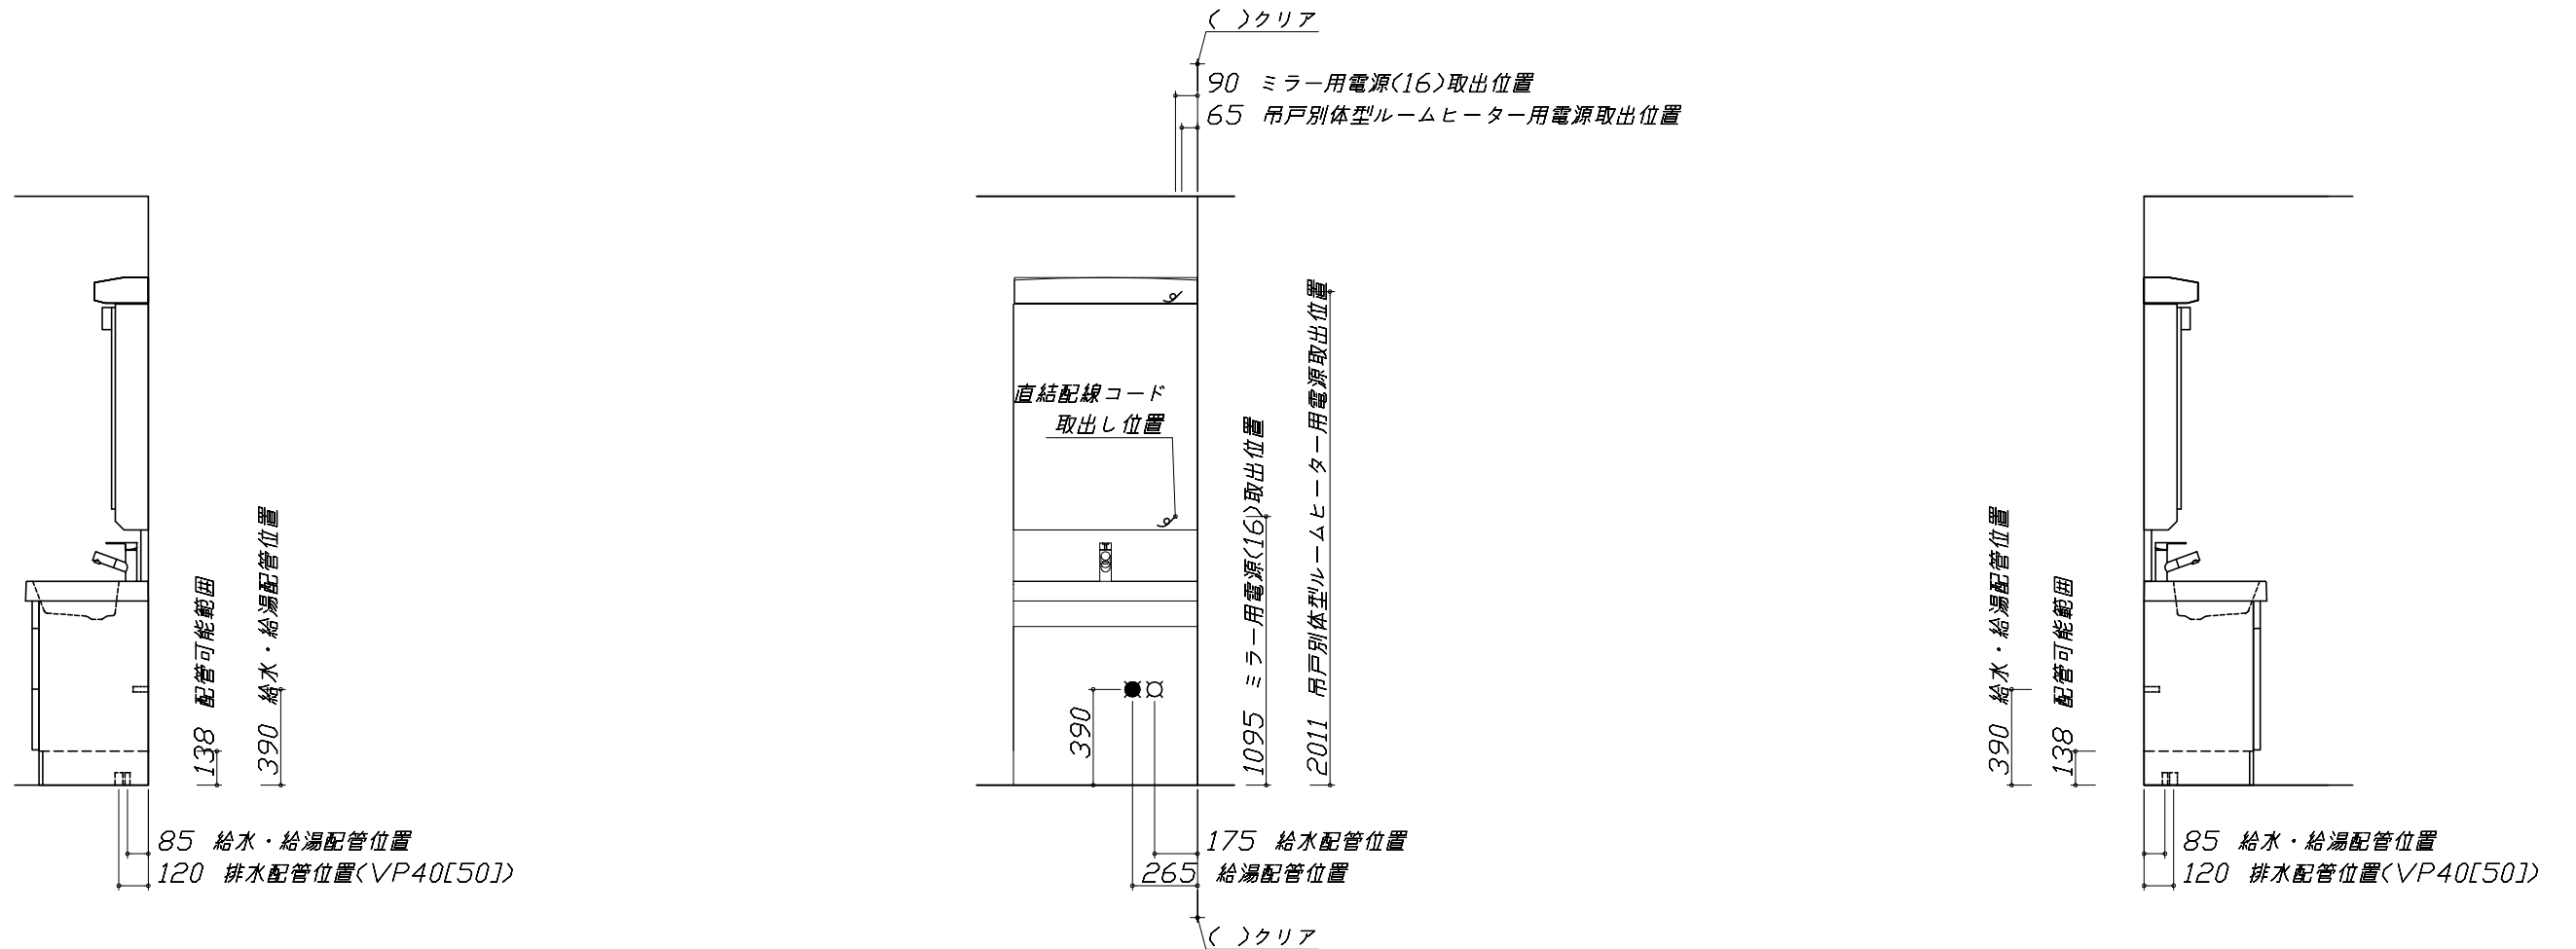 ( )クリア
90 ミラー用電源(16)取出位置
65 吊戸別体型ルームヒーター用電源取出位置
138 配管可能範囲
390 給水・給湯配管位置
85 給水・給湯配管位置
120 排水配管位置(VP40[50])
直結配線コード
取出し位置
390
1095 ミラー用電源(16)取出位置
2011 吊戸別体型ルームヒーター用電源取出位置
175 給水配管位置
265 給湯配管位置
( )クリア
390 給水・給湯配管位置
138 配管可能範囲
85 給水・給湯配管位置
120 排水配管位置(VP40[50])